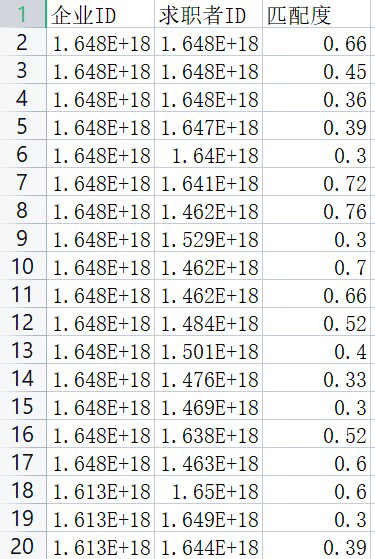 1 企业ID 求职者ID 匹配度
2 1.648E+18 1.648E+18 0.66
3 1.648E+18 1.648E+18 0.45
4 1.648E+18 1.648E+18 0.36
5 1.648E+18 1.647E+18 0.39
6 1.648E+18 1.64E+18 0.3
7 1.648E+18 1.641E+18 0.72
8 1.648E+18 1.462E+18 0.76
9 1.648E+18 1.529E+18 0.3
10 1.648E+18 1.462E+18 0.7
11 1.648E+18 1.462E+18 0.66
12 1.648E+18 1.484E+18 0.52
13 1.648E+18 1.501E+18 0.4
14 1.648E+18 1.476E+18 0.33
15 1.648E+18 1.469E+18 0.3
16 1.648E+18 1.638E+18 0.52
17 1.648E+18 1.463E+18 0.6
18 1.613E+18 1.65E+18 0.6
19 1.613E+18 1.649E+18 0.3
20 1.613E+18 1.644E+18 0.39